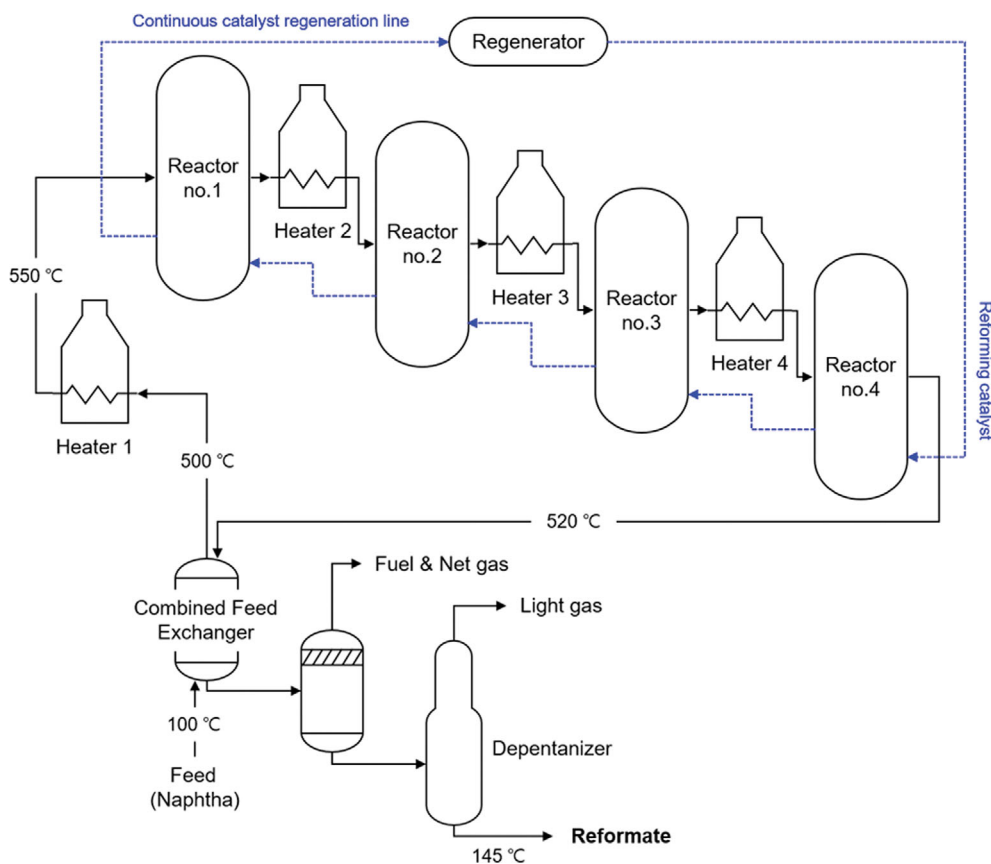 Continuous catalyst regeneration line
Regenerator
Reactor
no.1
Heater 2
Reactor
no.2
Heater 3
Reactor
no.3
Heater 4
Reactor
no.4
Reforming catalyst
550 ℃
Heater 1
500 ℃
520 ℃
Combined Feed
Exchanger
Fuel & Net gas
Light gas
100 ℃
Feed
(Naphtha)
Depentanizer
145 ℃
Reformate